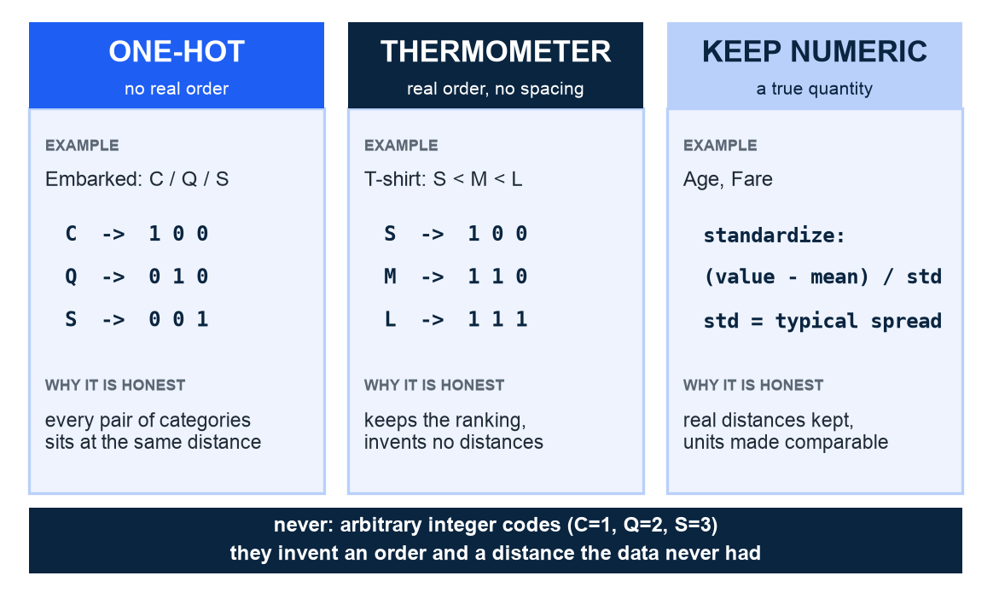 ONE-HOT
no real order
EXAMPLE
Embarked: C / Q / S
C -> 1 0 0
Q -> 0 1 0
S -> 0 0 1
WHY IT IS HONEST
every pair of categories
sits at the same distance
THERMOMETER
real order, no spacing
EXAMPLE
T-shirt: S < M < L
S -> 1 0 0
M -> 1 1 0
L -> 1 1 1
WHY IT IS HONEST
keeps the ranking,
invents no distances
KEEP NUMERIC
a true quantity
EXAMPLE
Age, Fare
standardize:
(value - mean) / std
std = typical spread
WHY IT IS HONEST
real distances kept,
units made comparable
never: arbitrary integer codes (C=1, Q=2, S=3)
they invent an order and a distance the data never had